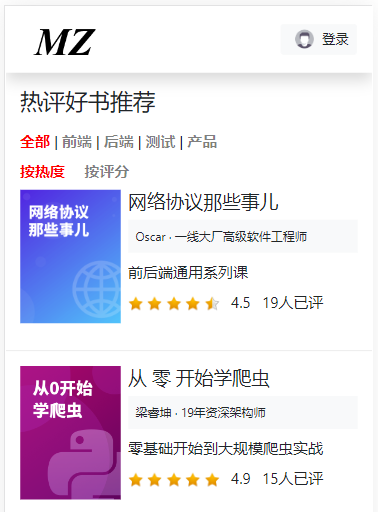 MZ
登录
热评好书推荐
全部 | 前端 | 后端 | 测试 | 产品
按热度 按评分
网络协议
那些事儿
网络协议那些事儿
Oscar · 一线大厂高级软件工程师
前后端通用系列课
4.5 19人已评
从0开始
学爬虫
从 零 开始学爬虫
梁睿坤 · 19年资深架构师
零基础开始到大规模爬虫实战
4.9 15人已评